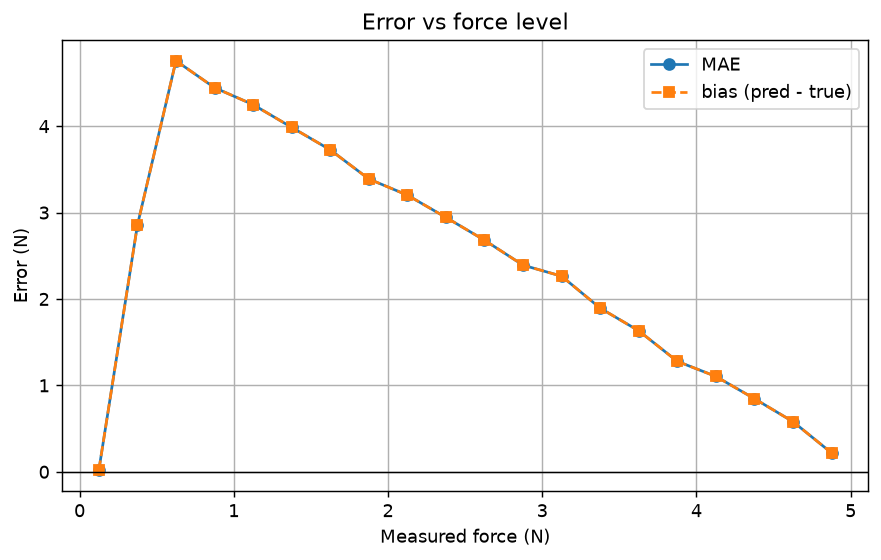 Error vs force level
MAE
bias (pred - true)
Error (N)
4
3
2
1
0
0 1 2 3 4 5
Measured force (N)